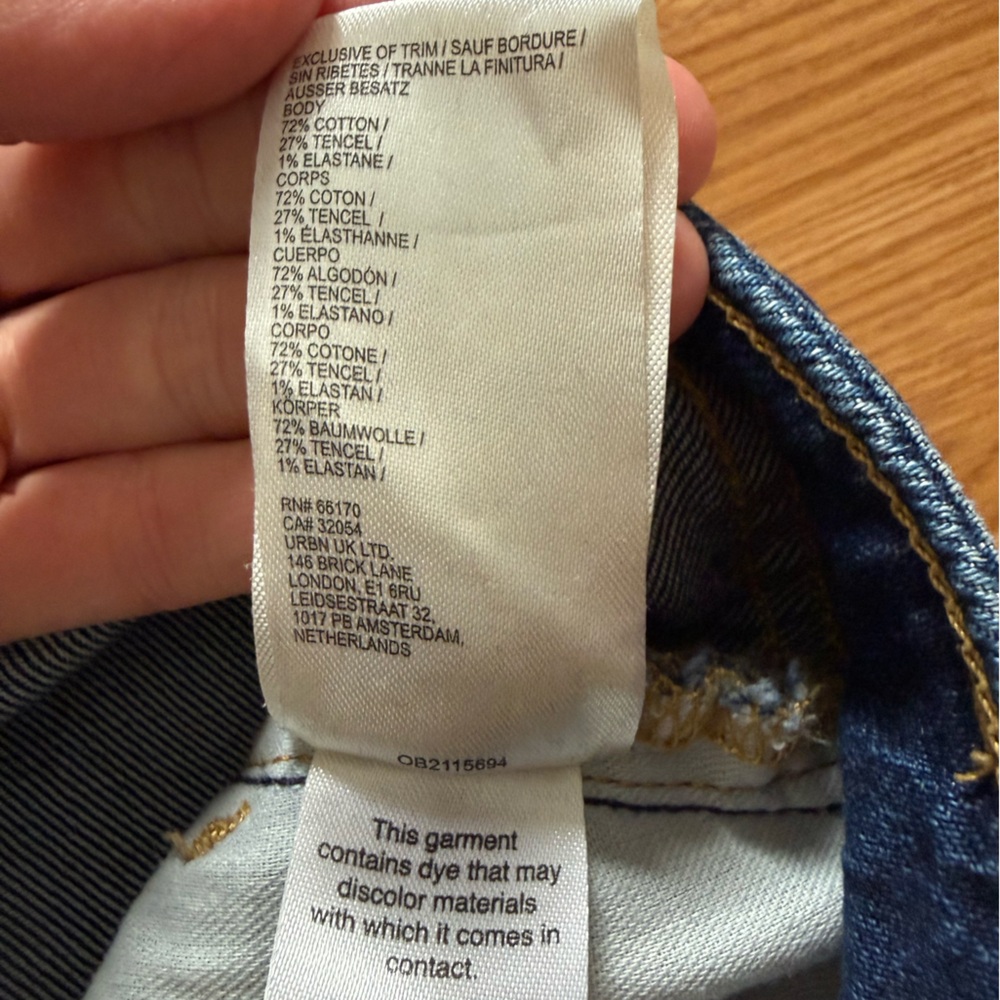 EXCLUSIVE OF TRIM / SAUF BORDURE /
SIN RIBETES / TRANNE LA FINITURA /
AUSSER BESATZ
BODY
72% COTTON /
27% TENCEL /
1% ELASTANE /
CORPS
72% COTON /
27% TENCEL /
1% ÉLASTHANNE /
CUERPO
72% ALGODÓN /
27% TENCEL /
1% ELASTANO /
CORPO
72% COTONE /
27% TENCEL /
1% ELASTAN /
KÖRPER
72% BAUMWOLLE /
27% TENCEL /
1% ELASTAN /
RN# 66170
CA# 32054
URBN UK LTD.
146 BRICK LANE
LONDON, E1 6RU
LEIDSESTRAAT 32,
1017 PB AMSTERDAM,
NETHERLANDS
OB2115694
This garment
contains dye that may
discolor materials
with which it comes in
contact.